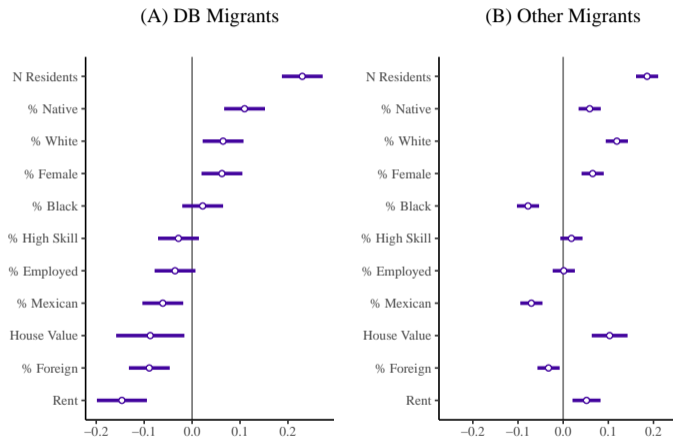 (A) DB Migrants
N Residents
% Native
% White
% Female
% Black
% High Skill
% Employed
% Mexican
House Value
% Foreign
Rent
−0.2 −0.1 0.0 0.1 0.2
(B) Other Migrants
N Residents
% Native
% White
% Female
% Black
% High Skill
% Employed
% Mexican
House Value
% Foreign
Rent
−0.2 −0.1 0.0 0.1 0.2